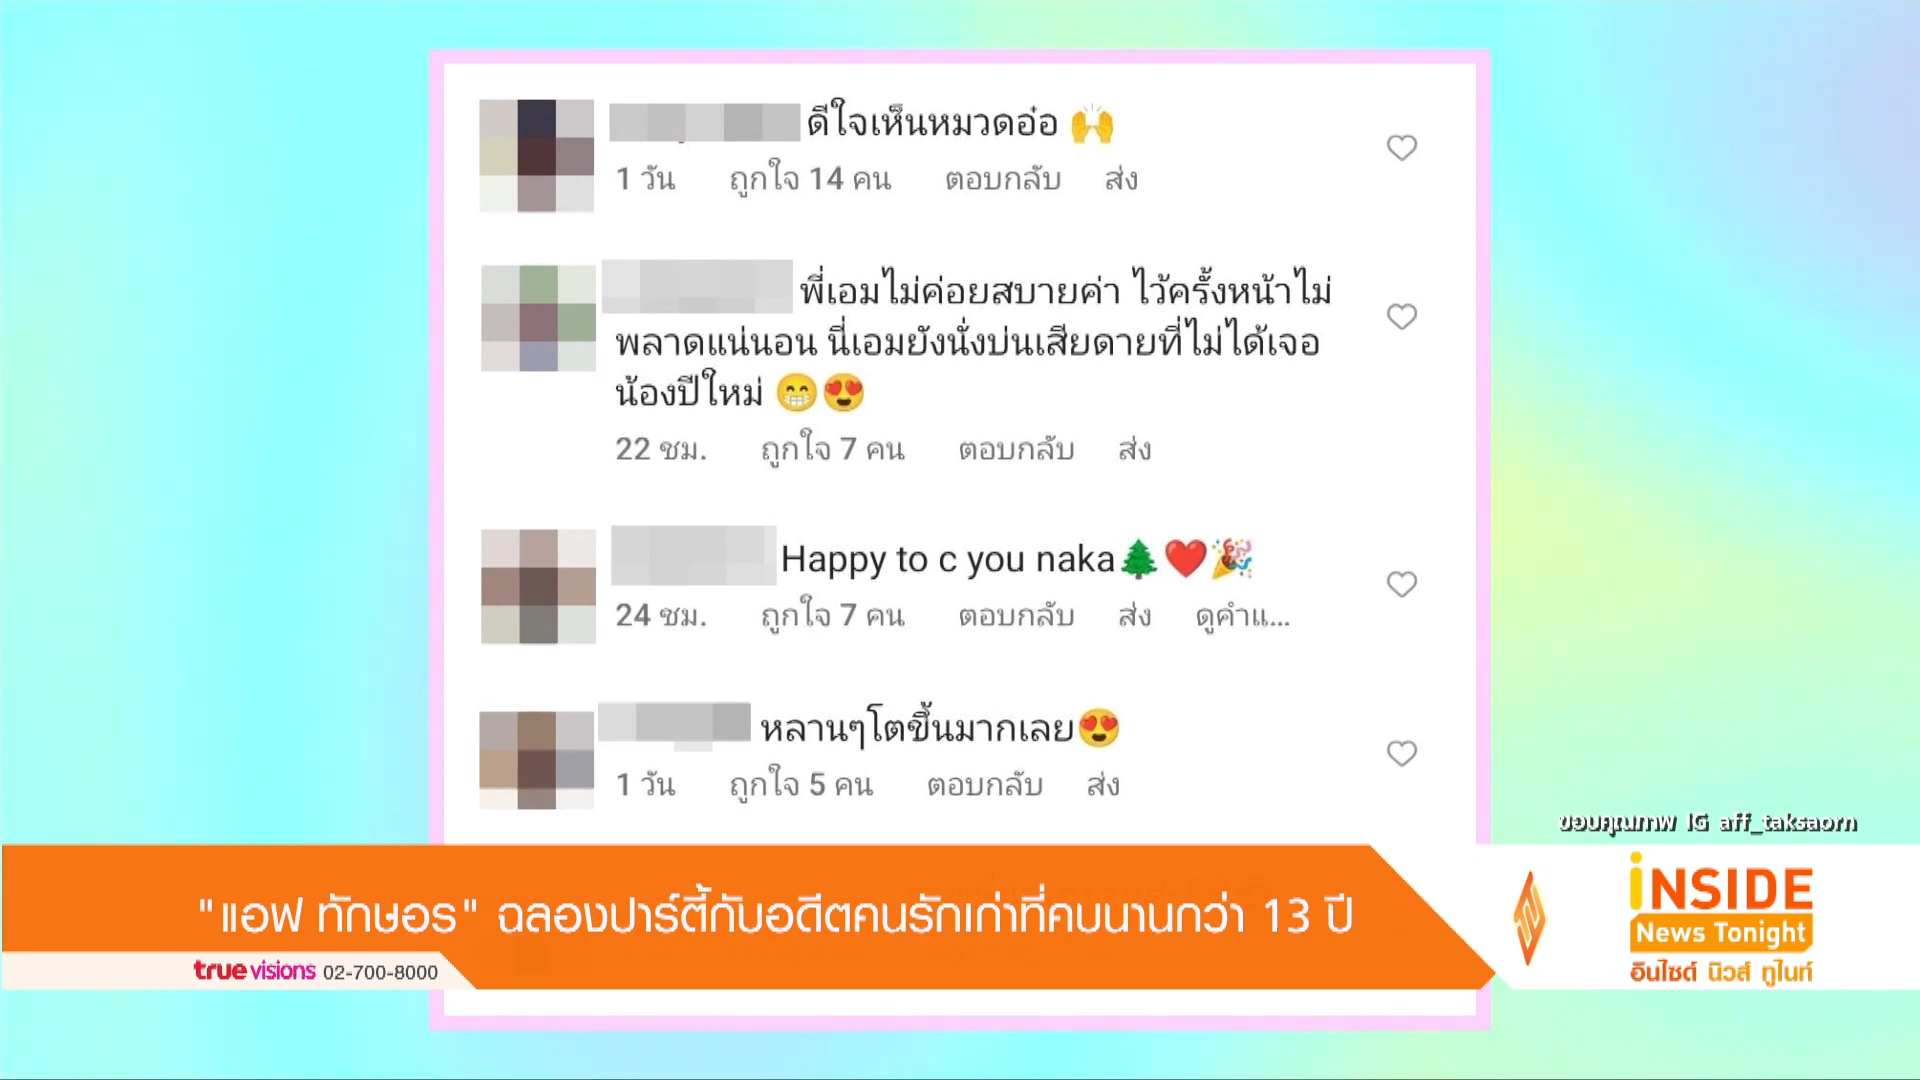 ดีใจเห็นหมวดอ๋อ 🙌
1 วัน ถูกใจ 14 คน ตอบกลับ ส่ง
พี่เอมไม่ค่อยสบายค่า ไว้ครั้งหน้าไม่
พลาดแน่นอน นี่เอมยังนั่งบ่นเสียดายที่ไม่ได้เจอ
น้องปีใหม่ 😁😍
22 ชม. ถูกใจ 7 คน ตอบกลับ ส่ง
Happy to c you naka🌲❤️🎉
24 ชม. ถูกใจ 7 คน ตอบกลับ ส่ง ดูคำแ...
หลานๆโตขึ้นมากเลย😍
1 วัน ถูกใจ 5 คน ตอบกลับ ส่ง
ขอบคุณภาพ IG aff_taksaorn
"แอฟ ทักษอร" ฉลองปาร์ตี้กับอดีตคนรักเก่าที่คบนานกว่า 13 ปี
truevisions 02-700-8000
iNSIDE
News Tonight
อินไซด์ นิวส์ ทูไนท์